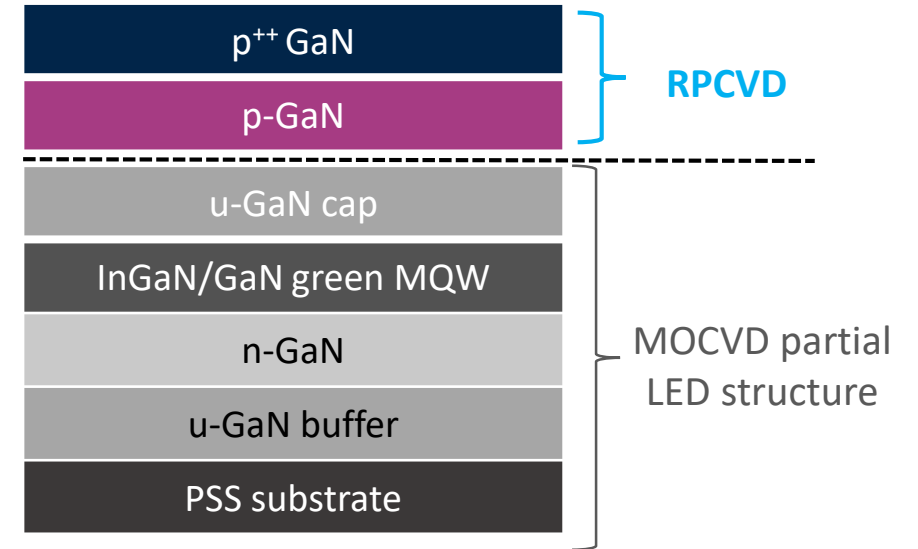 p⁺⁺ GaN
RPCVD
p-GaN
u-GaN cap
InGaN/GaN green MQW
n-GaN
MOCVD partial
LED structure
u-GaN buffer
PSS substrate